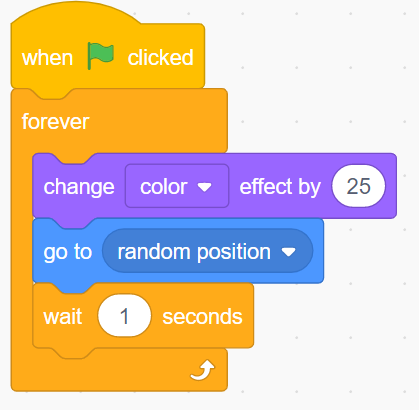 when clicked
forever
change color effect by 25
go to random position
wait 1 seconds